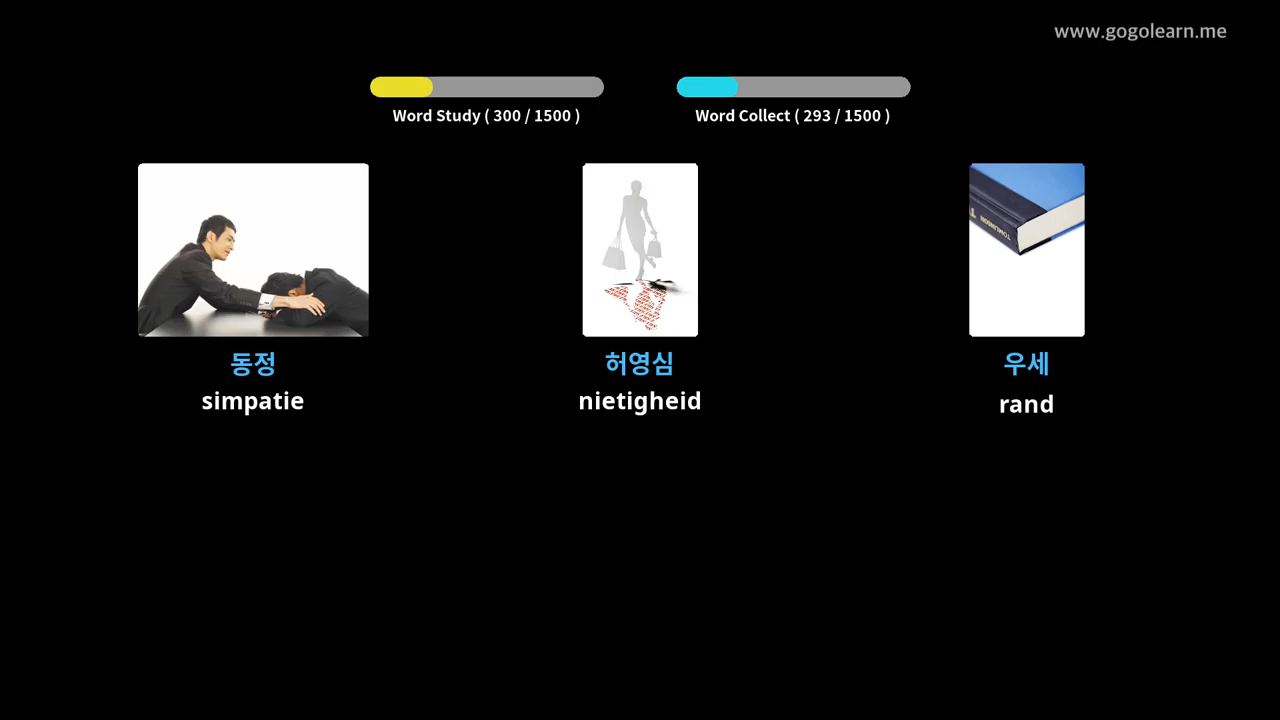 www.gogolearn.me
Word Study ( 300 / 1500 )
Word Collect ( 293 / 1500 )
TOMLINSON
동정
허영심
우세
simpatie
nietigheid
rand